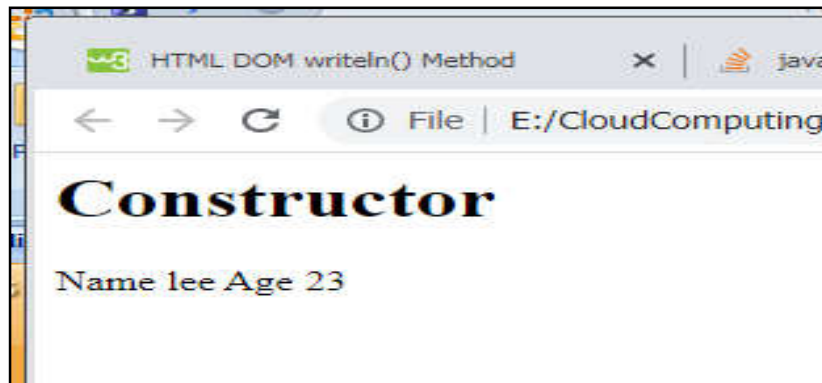 HTML DOM writeln() Method
java
File E:/CloudComputing
Constructor
Name lee Age 23